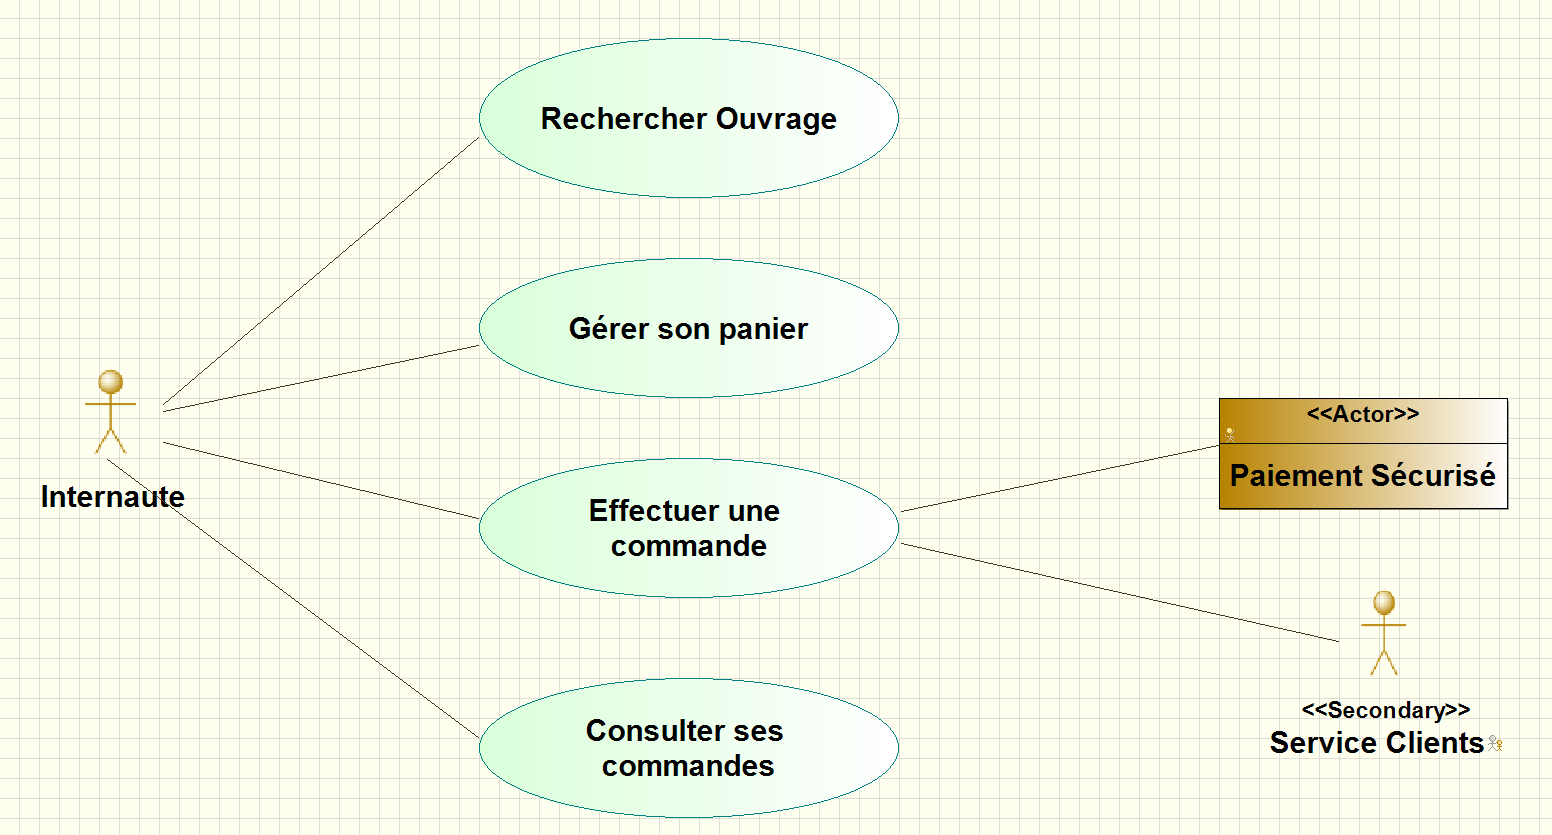 Rechercher Ouvrage
Gérer son panier
<<Actor>>
Paiement Sécurisé
Internaute
Effectuer une
commande
<<Secondary>>
Service Clients
Consulter ses
commandes